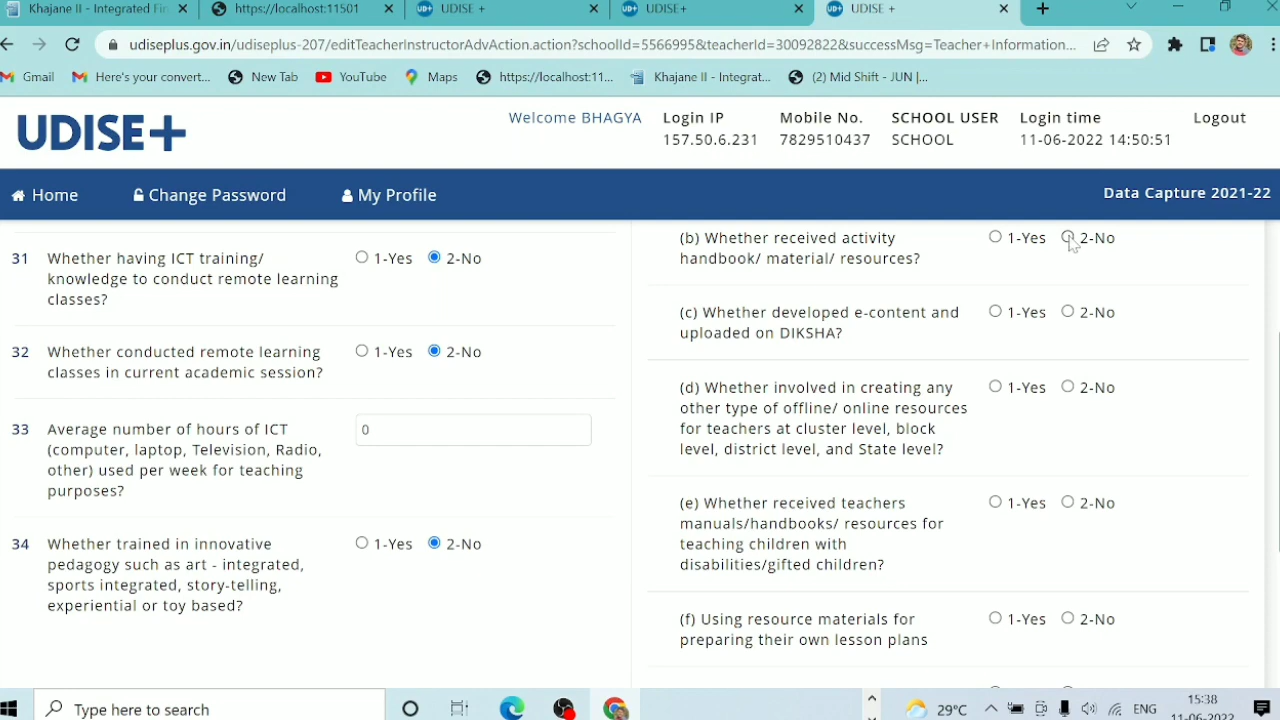 Khajane II - Integrated Fin
https://localhost:11501
UDISE +
UDISE+
UDISE +
udiseplus.gov.in/udiseplus-207/editTeacherInstructorAdvAction.action?schoolId=5566995&teacherId=30092822&successMsg=Teacher+Information...
Gmail
Here's your convert...
New Tab
YouTube
Maps
https://localhost:11...
Khajane II - Integrat...
(2) Mid Shift - JUN |...
UDISE+
Welcome BHAGYA
Login IP
157.50.6.231
Mobile No.
7829510437
SCHOOL USER
SCHOOL
Login time
11-06-2022 14:50:51
Logout
Home
Change Password
My Profile
Data Capture 2021-22
31 Whether having ICT training/
knowledge to conduct remote learning
classes?
1-Yes 2-No
32 Whether conducted remote learning
classes in current academic session?
1-Yes 2-No
33 Average number of hours of ICT
(computer, laptop, Television, Radio,
other) used per week for teaching
purposes?
0
34 Whether trained in innovative
pedagogy such as art - integrated,
sports integrated, story-telling,
experiential or toy based?
1-Yes 2-No
(b) Whether received activity
handbook/ material/ resources?
1-Yes 2-No
(c) Whether developed e-content and
uploaded on DIKSHA?
1-Yes 2-No
(d) Whether involved in creating any
other type of offline/ online resources
for teachers at cluster level, block
level, district level, and State level?
1-Yes 2-No
(e) Whether received teachers
manuals/handbooks/ resources for
teaching children with
disabilities/gifted children?
1-Yes 2-No
(f) Using resource materials for
preparing their own lesson plans
1-Yes 2-No
Type here to search
29°C
ENG
15:38
11-06-2022